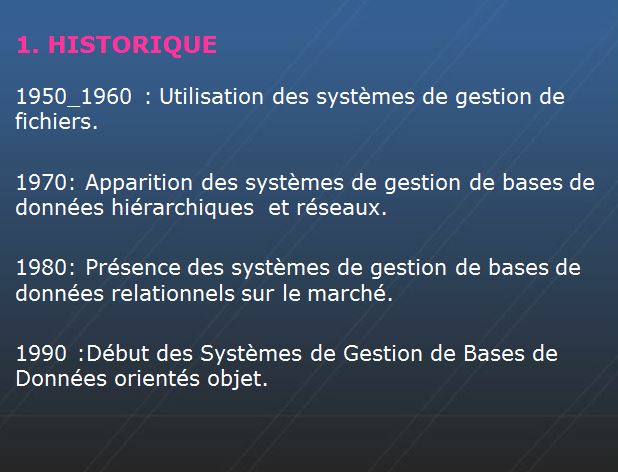 1. HISTORIQUE
1950_1960 : Utilisation des systèmes de gestion de
fichiers.
1970: Apparition des systèmes de gestion de bases de
données hiérarchiques et réseaux.
1980: Présence des systèmes de gestion de bases de
données relationnels sur le marché.
1990 :Début des Systèmes de Gestion de Bases de
Données orientés objet.